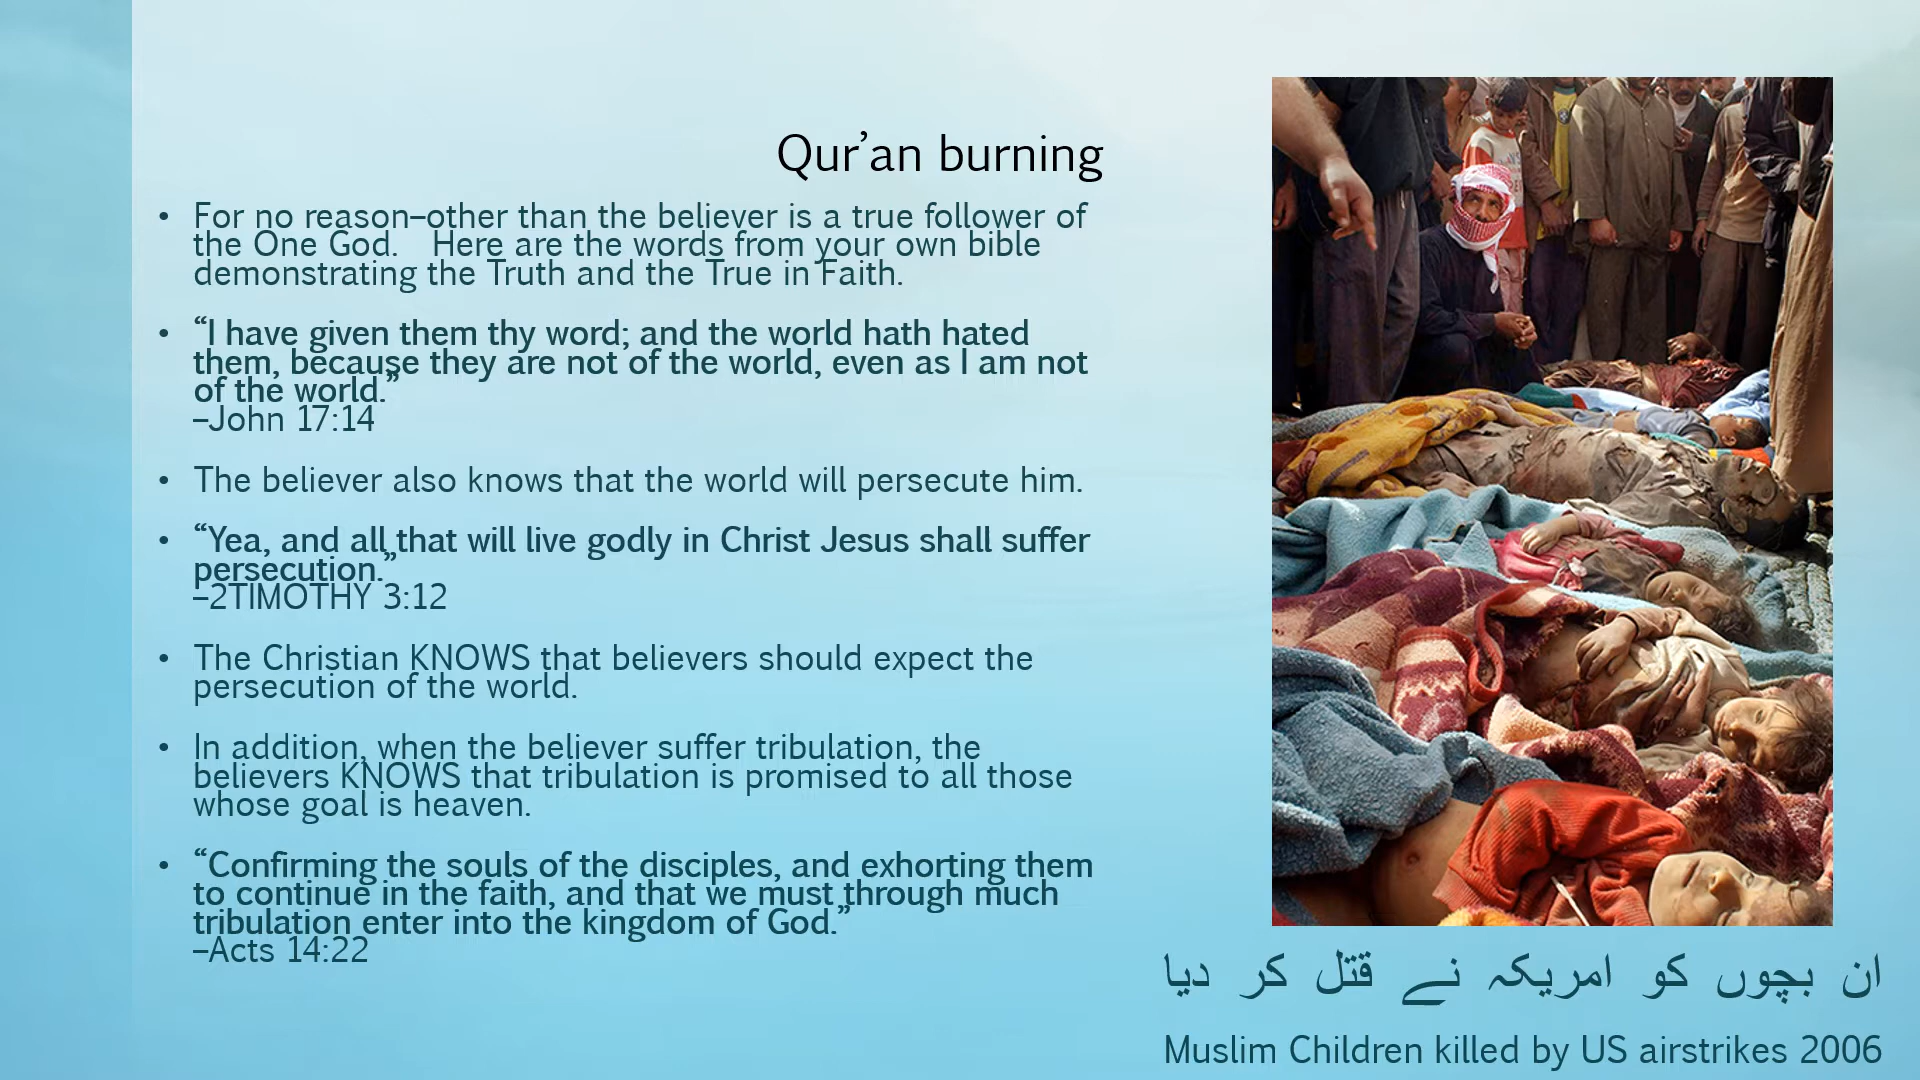 Qur’an burning
• For no reason–other than the believer is a true follower of
the One God. Here are the words from your own bible
demonstrating the Truth and the True in Faith.
• “I have given them thy word; and the world hath hated
them, because they are not of the world, even as I am not
of the world.”
–John 17:14
• The believer also knows that the world will persecute him.
• “Yea, and all that will live godly in Christ Jesus shall suffer
persecution.”
–2TIMOTHY 3:12
• The Christian KNOWS that believers should expect the
persecution of the world.
• In addition, when the believer suffer tribulation, the
believers KNOWS that tribulation is promised to all those
whose goal is heaven.
• “Confirming the souls of the disciples, and exhorting them
to continue in the faith, and that we must through much
tribulation enter into the kingdom of God.”
–Acts 14:22
ان بچوں کو امریکہ نے قتل کر دیا
Muslim Children killed by US airstrikes 2006